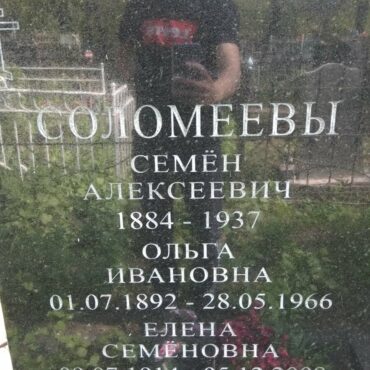 СОЛОМЕЕВЫ
СЕМЁН
АЛЕКСЕЕВИЧ
1884 - 1937
ОЛЬГА
ИВАНОВНА
01.07.1892 - 28.05.1966
ЕЛЕНА
СЕМЁНОВНА